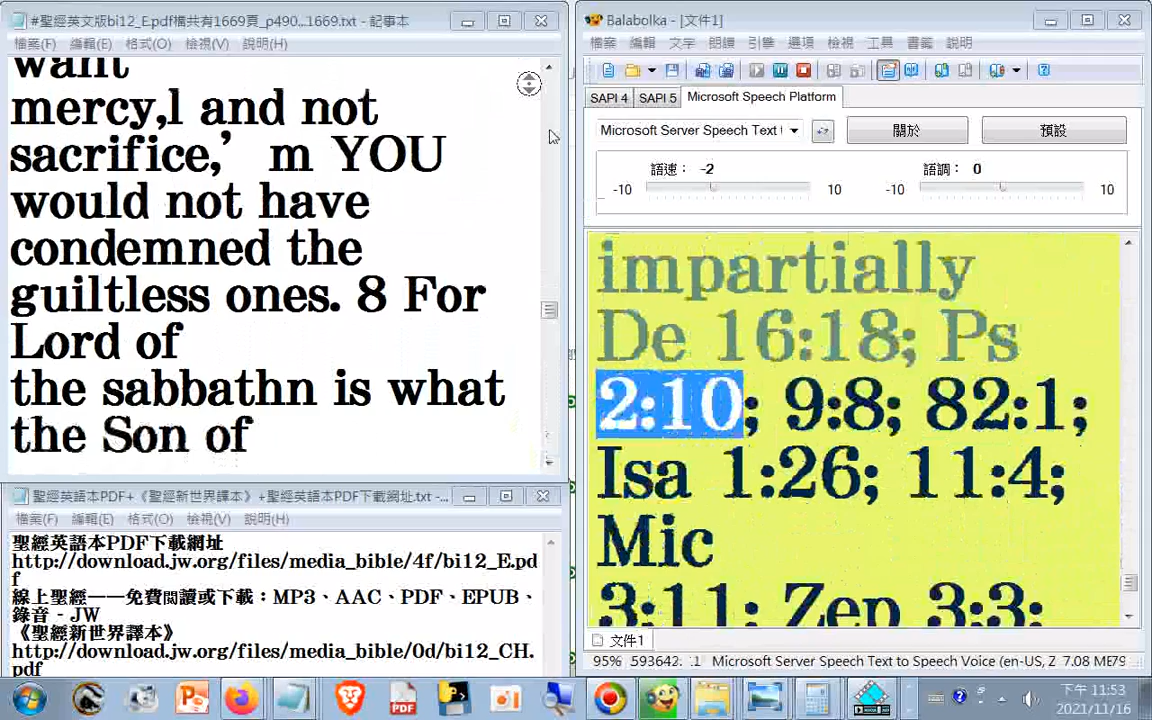 #聖經英文版bi12_E.pdf檔共有1669頁_p490...1669.txt - 記事本
檔案(F) 編輯(E) 格式(O) 檢視(V) 說明(H)
want
mercy,l and not
sacrifice,’ m YOU
would not have
condemned the
guiltless ones. 8 For
Lord of
the sabbathn is what
the Son of
聖經英語本PDF+《聖經新世界譯本》+聖經英語本PDF下載網址.txt -...
檔案(F) 編輯(E) 格式(O) 檢視(V) 說明(H)
聖經英語本PDF下載網址
http://download.jw.org/files/media_bible/4f/bi12_E.pd
f
線上聖經——免費閱讀或下載：MP3、AAC、PDF、EPUB、
錄音 - JW
《聖經新世界譯本》
http://download.jw.org/files/media_bible/0d/bi12_CH.
pdf
Balabolka - [文件1]
檔案 編輯 文字 朗讀 引擎 選項 檢視 工具 書籤 說明
SAPI 4 SAPI 5 Microsoft Speech Platform
Microsoft Server Speech Text 關於 預設
語速： -2 語調： 0
-10 10 -10 10
impartially
De 16:18; Ps
2:10; 9:8; 82:1;
Isa 1:26; 11:4;
Mic
3:11; Zep 3:3;
文件1
95% 593642: .1 Microsoft Server Speech Text to Speech Voice (en-US, Z 7.08 ME79
下午 11:53
2021/11/16